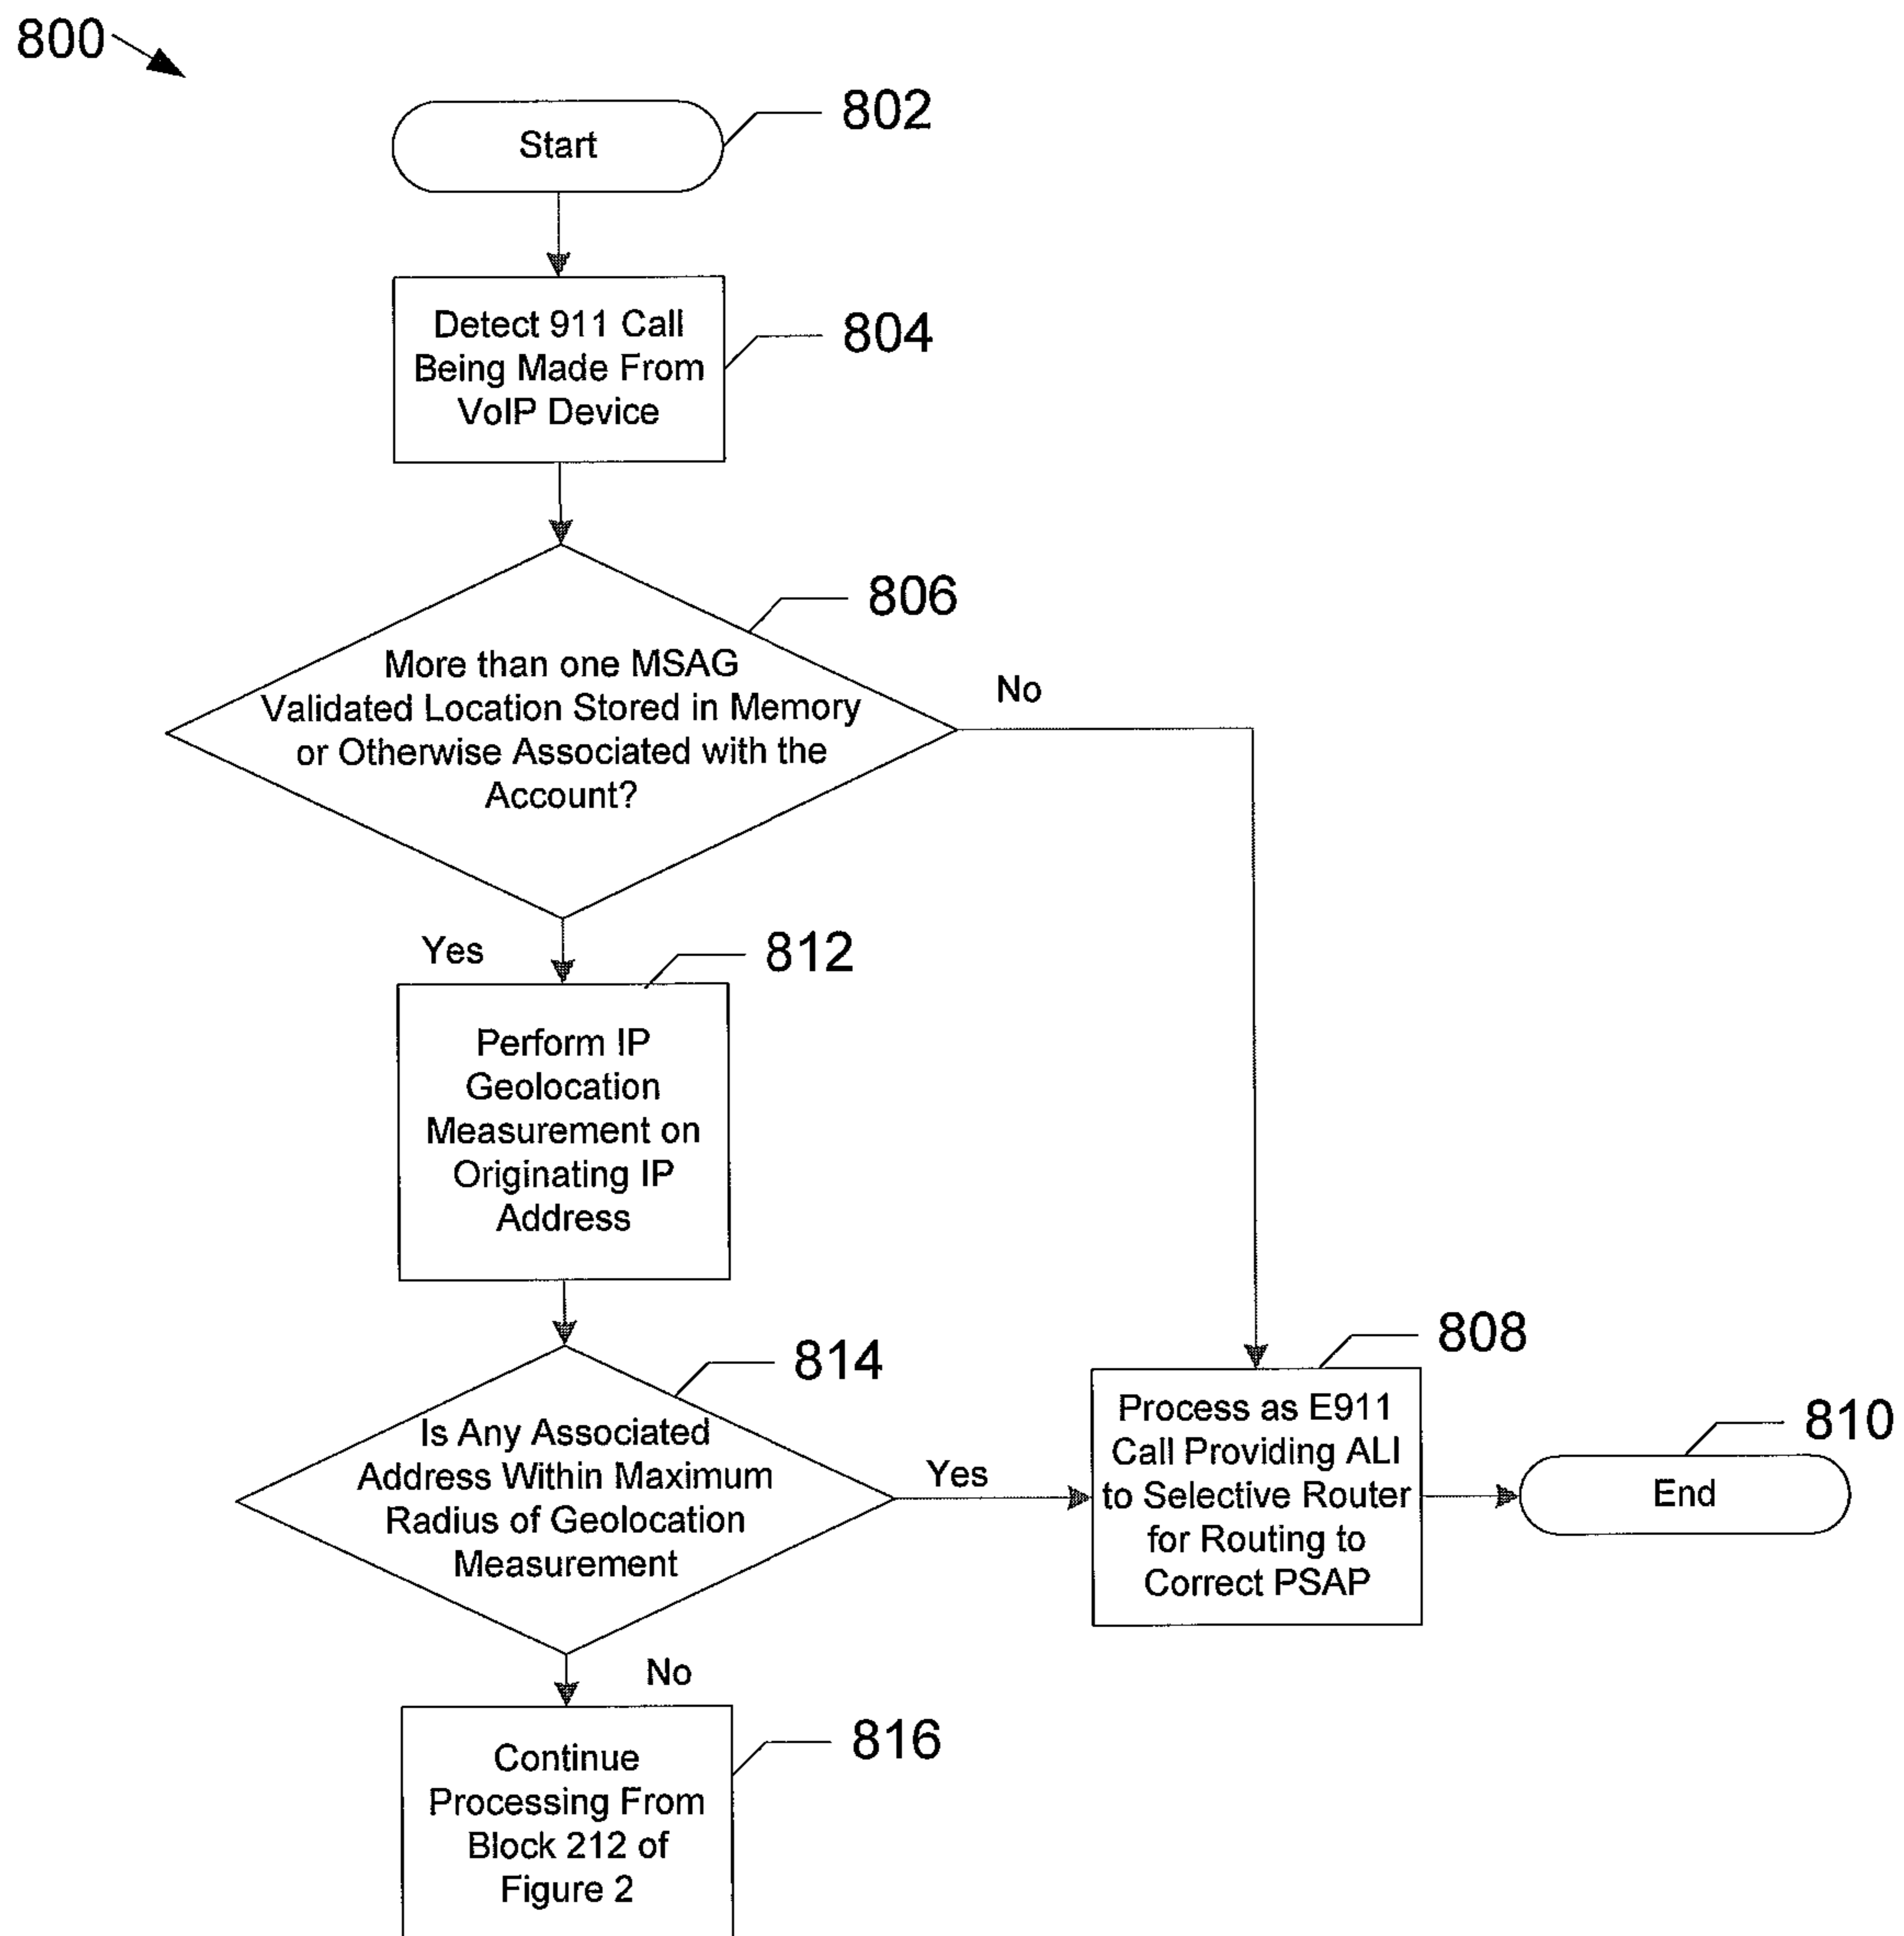 800
802
Start
Detect 911 Call
Being Made From
VoIP Device
804
806
More than one MSAG
Validated Location Stored in Memory
or Otherwise Associated with the
Account?
No
Yes
812
Perform IP
Geolocation
Measurement on
Originating IP
Address
814
Is Any Associated
Address Within Maximum
Radius of Geolocation
Measurement
Yes
808
Process as E911
Call Providing ALI
to Selective Router
for Routing to
Correct PSAP
810
End
No
816
Continue
Processing From
Block 212 of
Figure 2